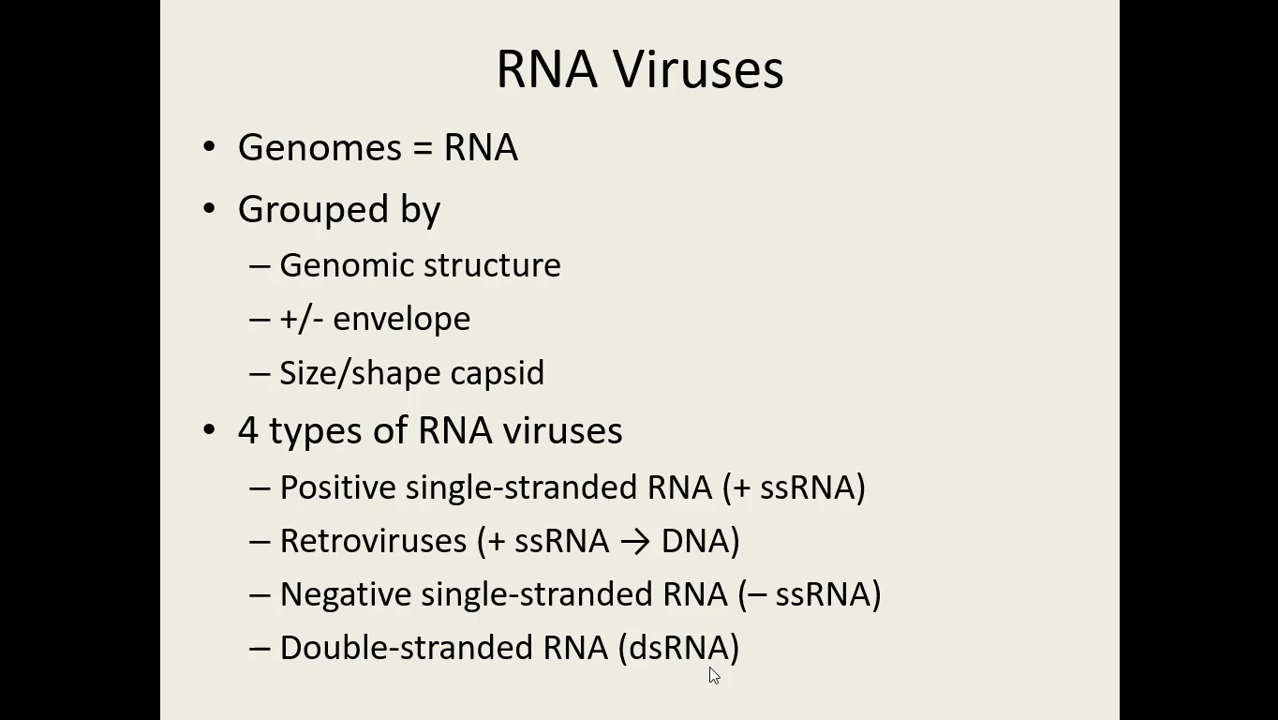 RNA Viruses
• Genomes = RNA
• Grouped by
– Genomic structure
– +/- envelope
– Size/shape capsid
• 4 types of RNA viruses
– Positive single-stranded RNA (+ ssRNA)
– Retroviruses (+ ssRNA → DNA)
– Negative single-stranded RNA (– ssRNA)
– Double-stranded RNA (dsRNA)